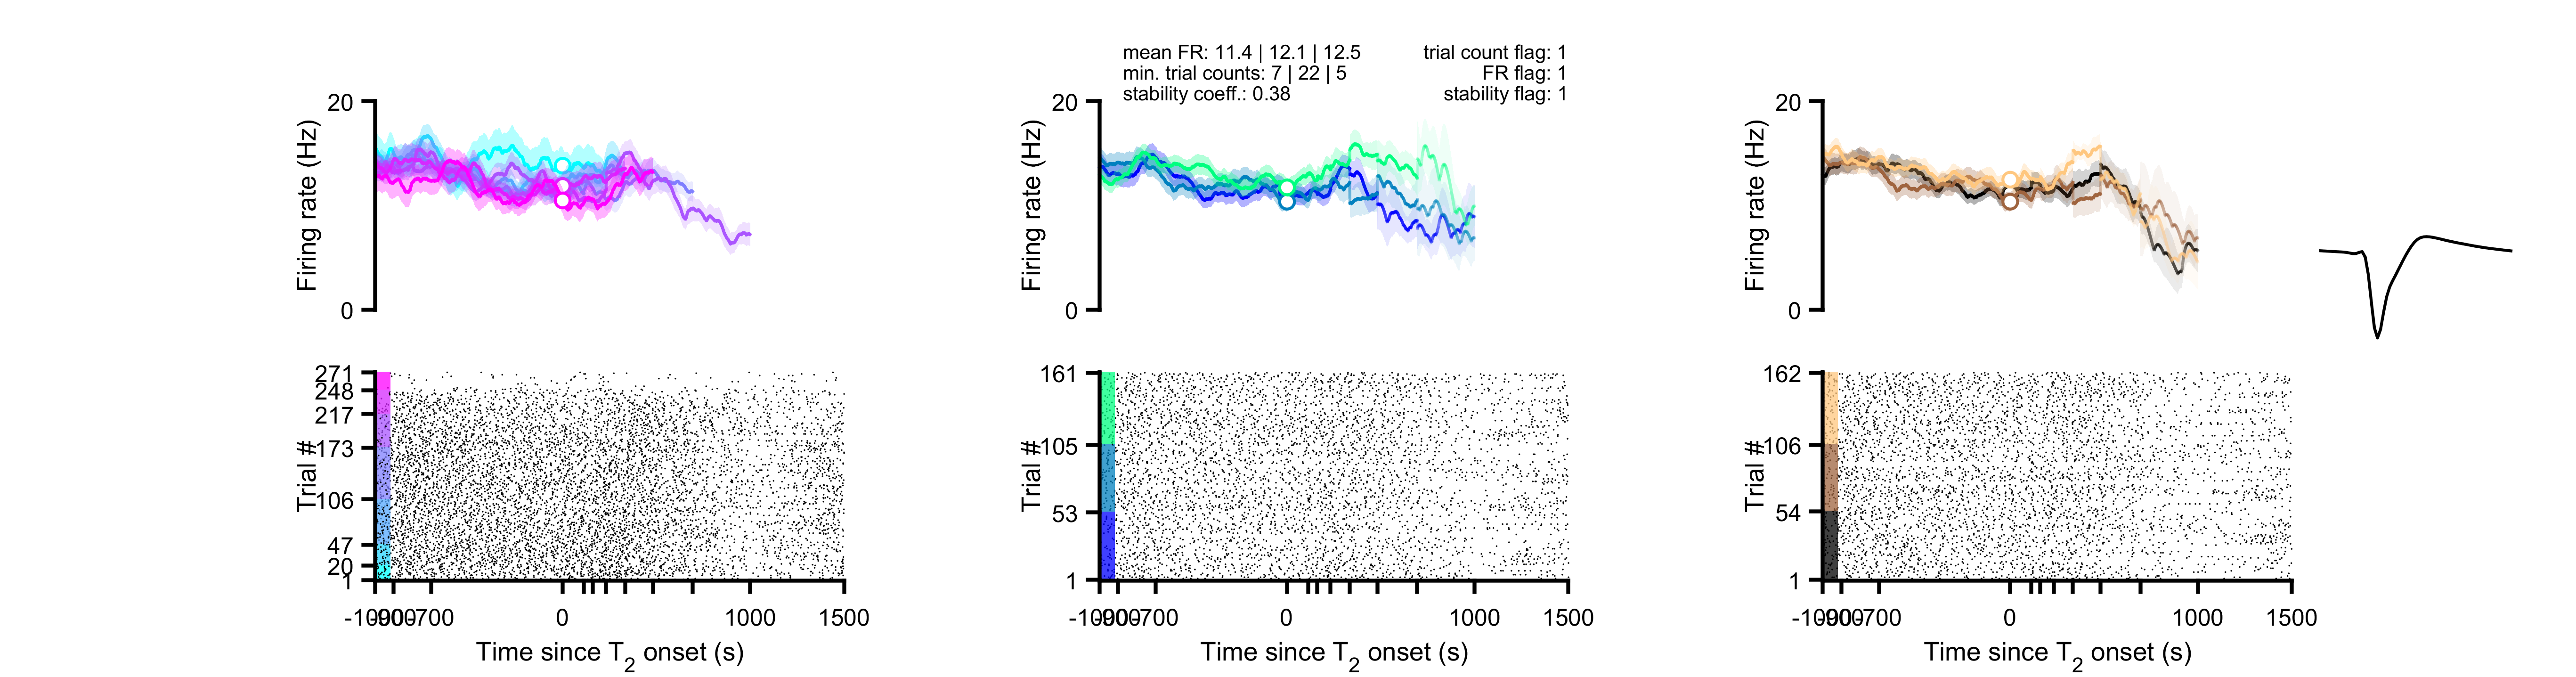 mean FR: 11.4 | 12.1 | 12.5
min. trial counts: 7 | 22 | 5
stability coeff.: 0.38
trial count flag: 1
FR flag: 1
stability flag: 1
20
0
Firing rate (Hz)
20
0
Firing rate (Hz)
20
0
Firing rate (Hz)
271
248
217
173
106
47
20
1
Trial #
0
1000
1500
Time since T2 onset (s)
161
105
53
1
Trial #
0
1000
1500
Time since T2 onset (s)
162
106
54
1
Trial #
0
1000
1500
Time since T2 onset (s)